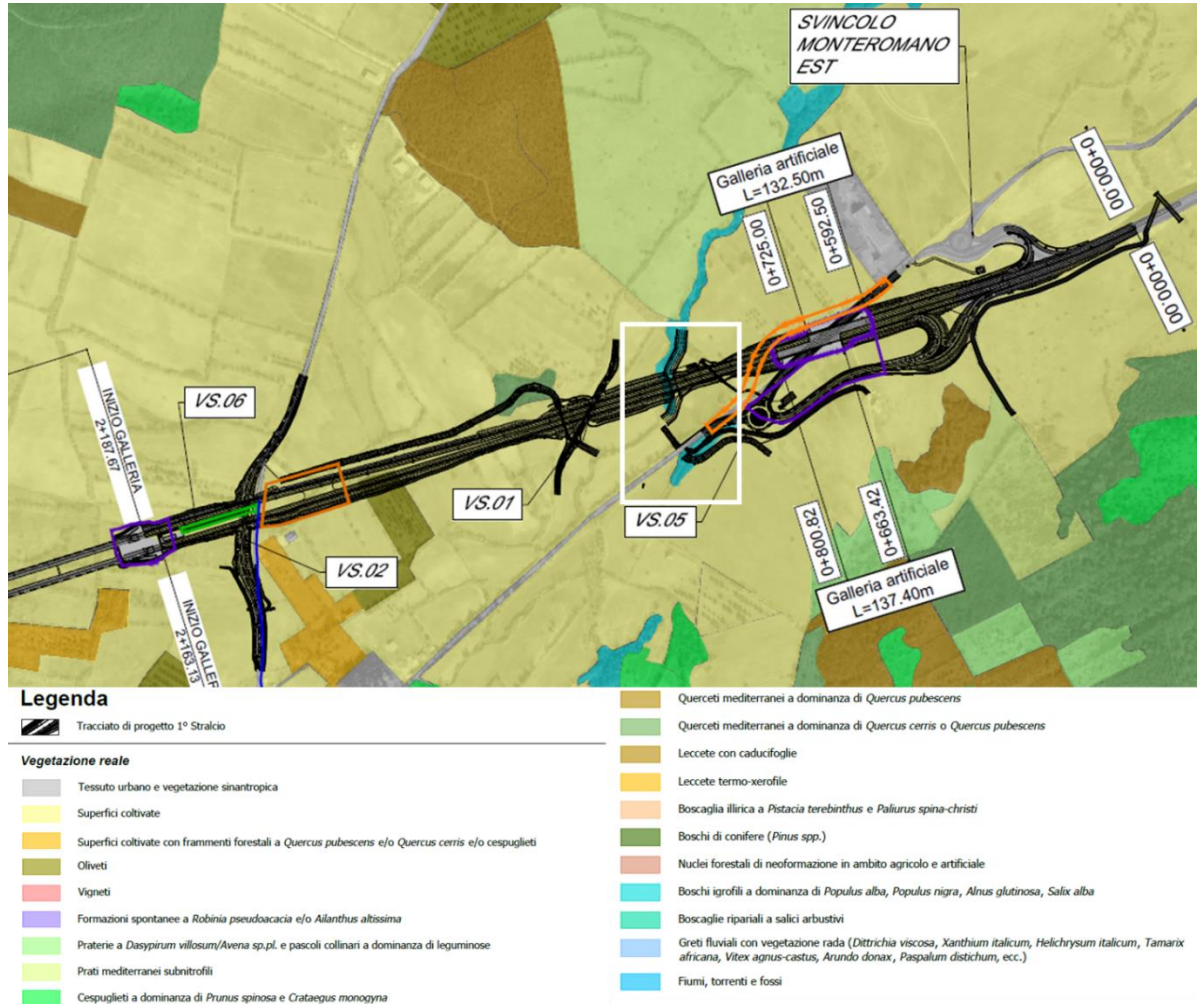 SVINCOLO
MONTEROMANO
EST
Galleria artificiale
L=132.50m
0+725.00
0+592.50
00.000+0
00.000+0
INIZIO GALLERIA
2+187.67
VS.06
VS.01
VS.05
VS.02
0+800.82
0+663.42
Galleria artificiale
L=137.40m
INIZIO GALLER
2+163.13
Legenda
Tracciato di progetto 1° Stralcio
Vegetazione reale
Tessuto urbano e vegetazione sinantropica
Superfici coltivate
Superfici coltivate con frammenti forestali a Quercus pubescens e/o Quercus cerris e/o cespuglieti
Oliveti
Vigneti
Formazioni spontanee a Robinia pseudoacacia e/o Ailanthus altissima
Praterie a Dasypirum villosum/Avena sp.pl. e pascoli collinari a dominanza di leguminose
Prati mediterranei subnitrofili
Cespuglieti a dominanza di Prunus spinosa e Crataegus monogyna
Querceti mediterranei a dominanza di Quercus pubescens
Querceti mediterranei a dominanza di Quercus cerris o Quercus pubescens
Leccete con caducifoglie
Leccete termo-xerofile
Boscaglia illirica a Pistacia terebinthus e Paliurus spina-christi
Boschi di conifere (Pinus spp.)
Nuclei forestali di neoformazione in ambito agricolo e artificiale
Boschi igrofili a dominanza di Populus alba, Populus nigra, Alnus glutinosa, Salix alba
Boscaglie ripariali a salici arbustivi
Greti fluviali con vegetazione rada (Dittrichia viscosa, Xanthium italicum, Helichrysum italicum, Tamarix
africana, Vitex agnus-castus, Arundo donax, Paspalum distichum, ecc.)
Fiumi, torrenti e fossi